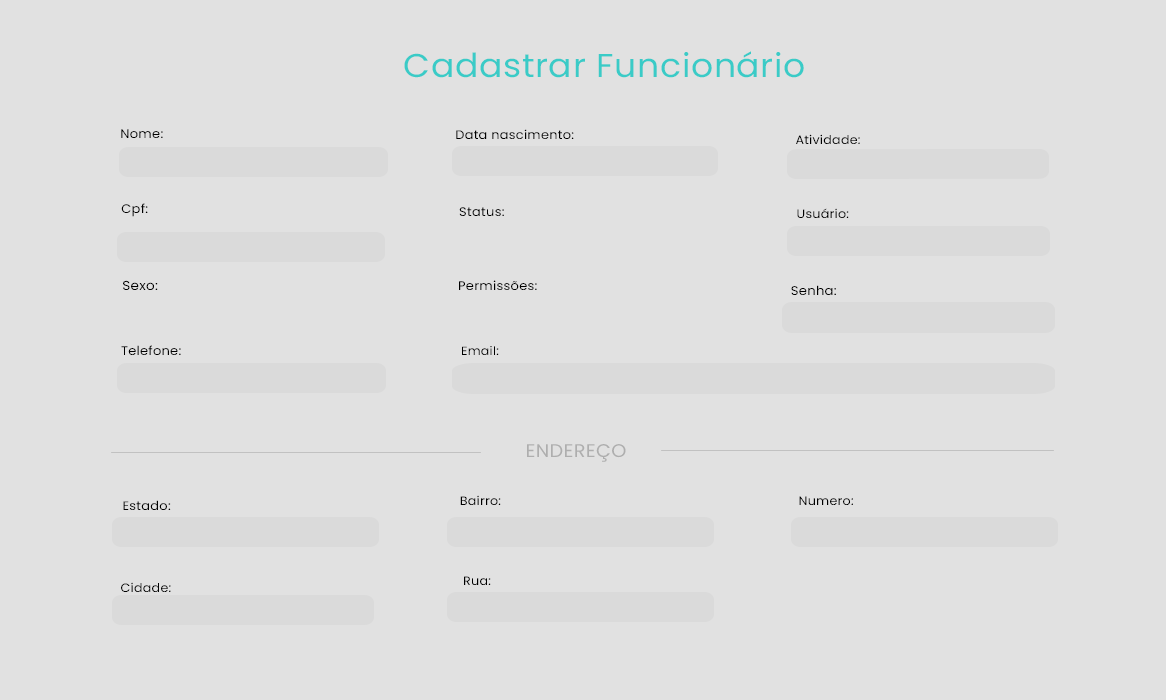 Cadastrar Funcionário
Nome:
Data nascimento:
Atividade:
Cpf:
Status:
Usuário:
Sexo:
Permissões:
Senha:
Telefone:
Email:
ENDEREÇO
Estado:
Bairro:
Numero:
Cidade:
Rua: